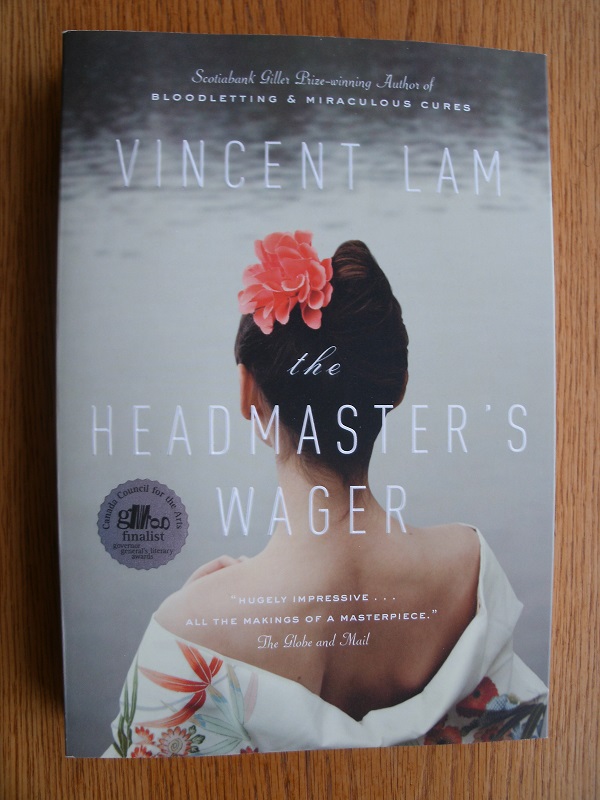 Scotiabank Giller Prize-winning Author of
BLOODLETTING & MIRACULOUS CURES
VINCENT LAM
the
HEADMASTER'S
WAGER
Canada Council for the Arts
finalist
governor
general's literary
awards
"HUGELY IMPRESSIVE . . .
ALL THE MAKINGS OF A MASTERPIECE."
The Globe and Mail